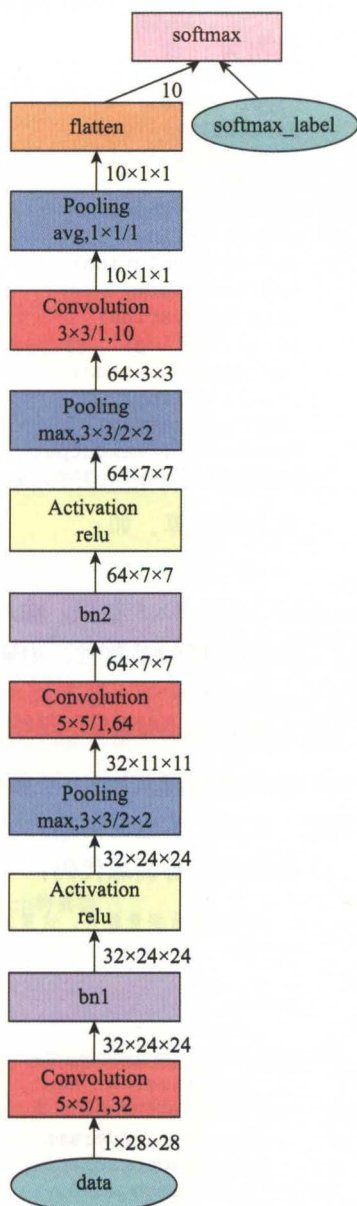 softmax
10
flatten
softmax_label
10×1×1
Pooling
avg,1×1/1
10×1×1
Convolution
3×3/1,10
64×3×3
Pooling
max,3×3/2×2
64×7×7
Activation
relu
64×7×7
bn2
64×7×7
Convolution
5×5/1,64
32×11×11
Pooling
max,3×3/2×2
32×24×24
Activation
relu
32×24×24
bn1
32×24×24
Convolution
5×5/1,32
1×28×28
data